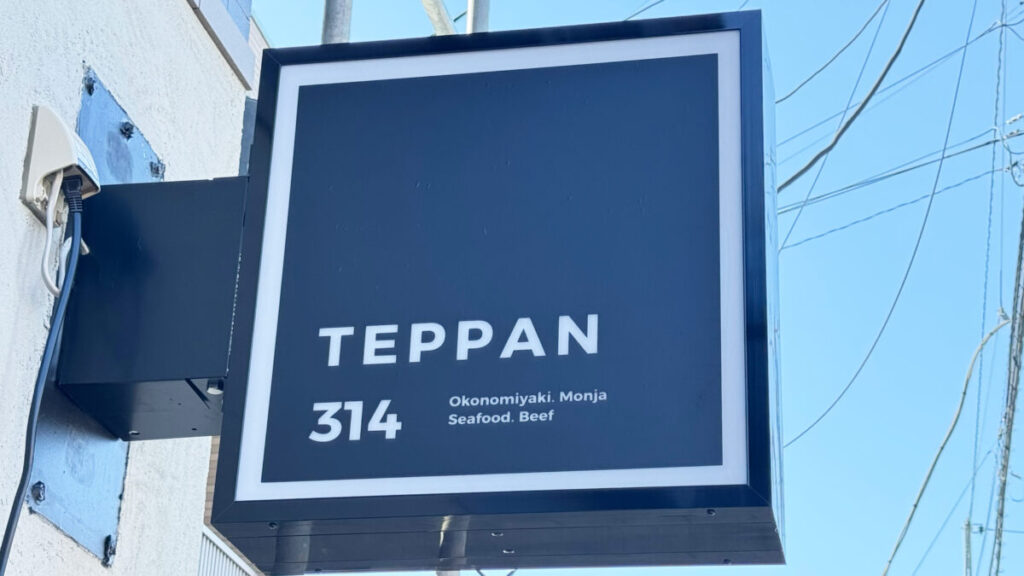 TEPPAN
314
Okonomiyaki. Monja
Seafood. Beef